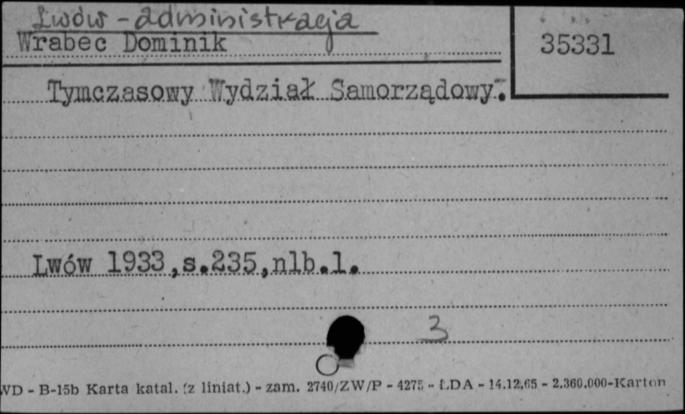 Lwów - administracja
Wrabec Dominik
35331
Tymczasowy Wydział Samorządowy.
Lwów 1933,s.235,nlb.1.
3
WD - B-15b Karta katal. (z liniat.) - zam. 2740/ZW/P - 4275 - ŁDA - 14.12.65 - 2.360.000-Karton